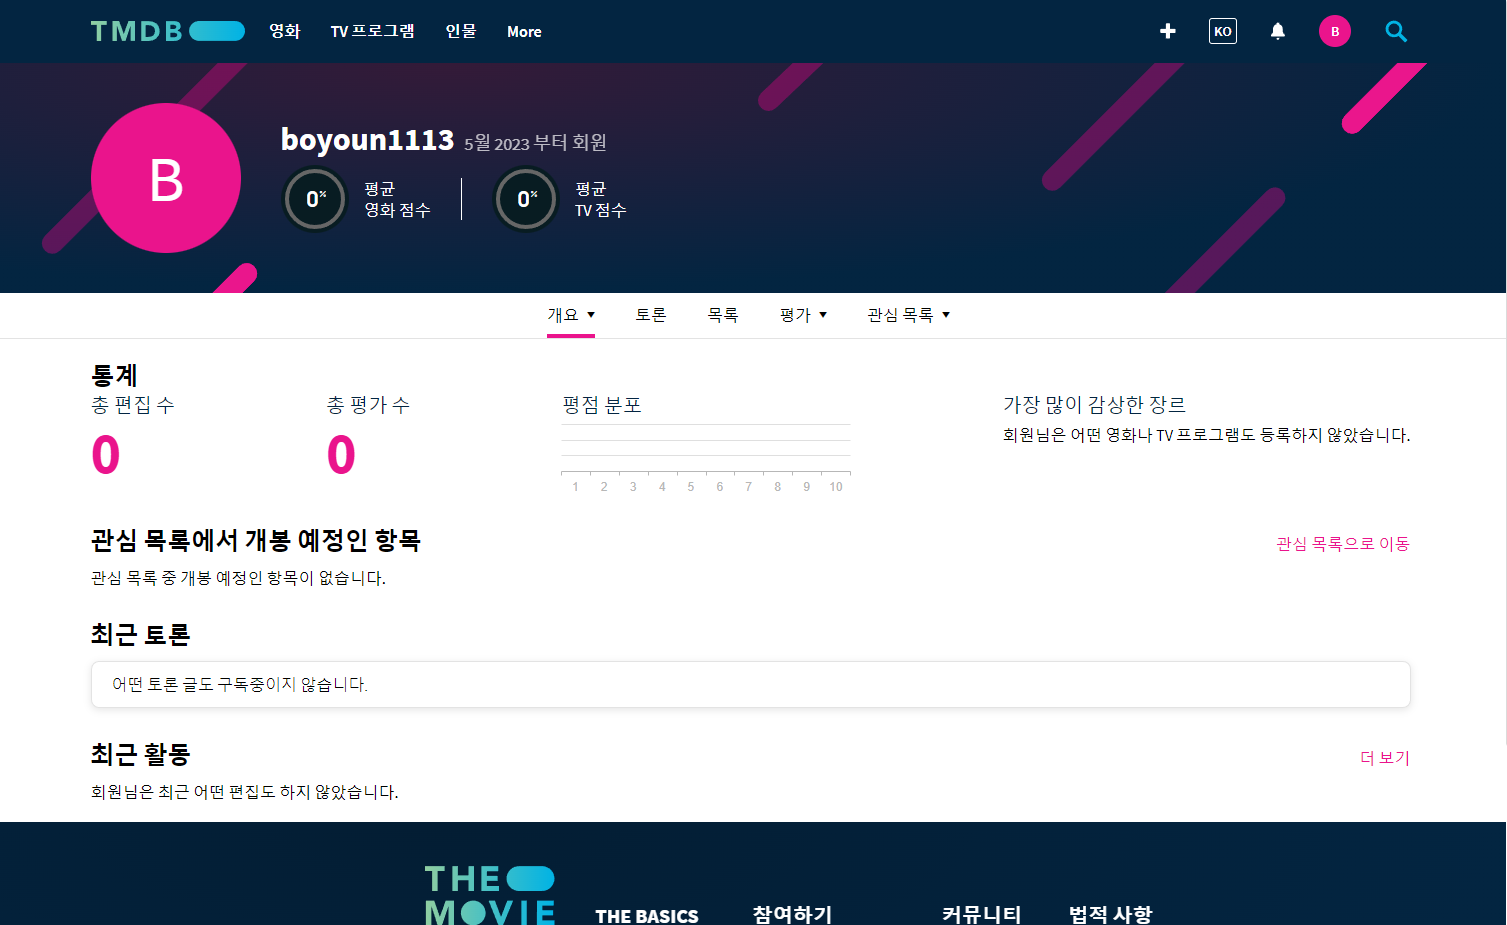 TMDB 영화 TV 프로그램 인물 More + KO B
B
boyoun1113 5월 2023 부터 회원
0% 평균 영화 점수
0% 평균 TV 점수
개요 ▼ 토론 목록 평가 ▼ 관심 목록 ▼
통계
총 편집 수
0
총 평가 수
0
평점 분포
1 2 3 4 5 6 7 8 9 10
가장 많이 감상한 장르
회원님은 어떤 영화나 TV 프로그램도 등록하지 않았습니다.
관심 목록에서 개봉 예정인 항목 관심 목록으로 이동
관심 목록 중 개봉 예정인 항목이 없습니다.
최근 토론
어떤 토론 글도 구독중이지 않습니다.
최근 활동 더 보기
회원님은 최근 어떤 편집도 하지 않았습니다.
THE
MOVIE
THE BASICS 참여하기 커뮤니티 법적 사항